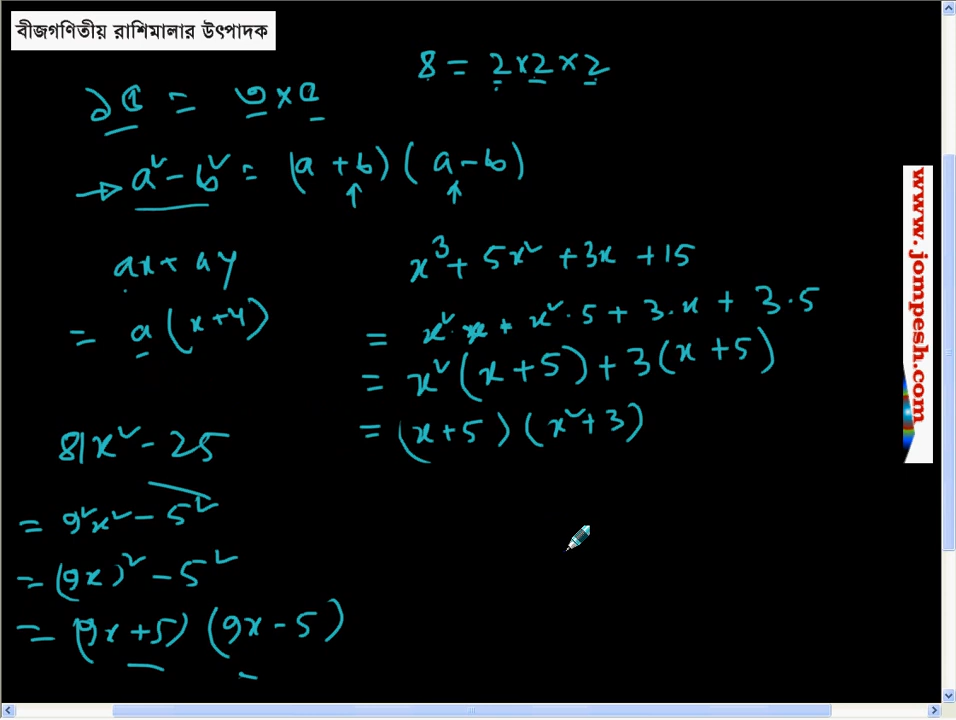 বীজগণিতীয় রাশিমালার উৎপাদক
8 = 2 × 2 × 2
১৫ = ৩ × ৫
a² - b² = (a + b) (a - b)
ax + ay
= a (x + y)
x³ + 5x² + 3x + 15
= x². x + x² · 5 + 3 · x + 3 · 5
= x² (x + 5) + 3 (x + 5)
= (x + 5) (x² + 3)
81x² - 25
= 9²x² - 5²
= (9x)² - 5²
= (9x + 5) (9x - 5)
www.jompesh.com